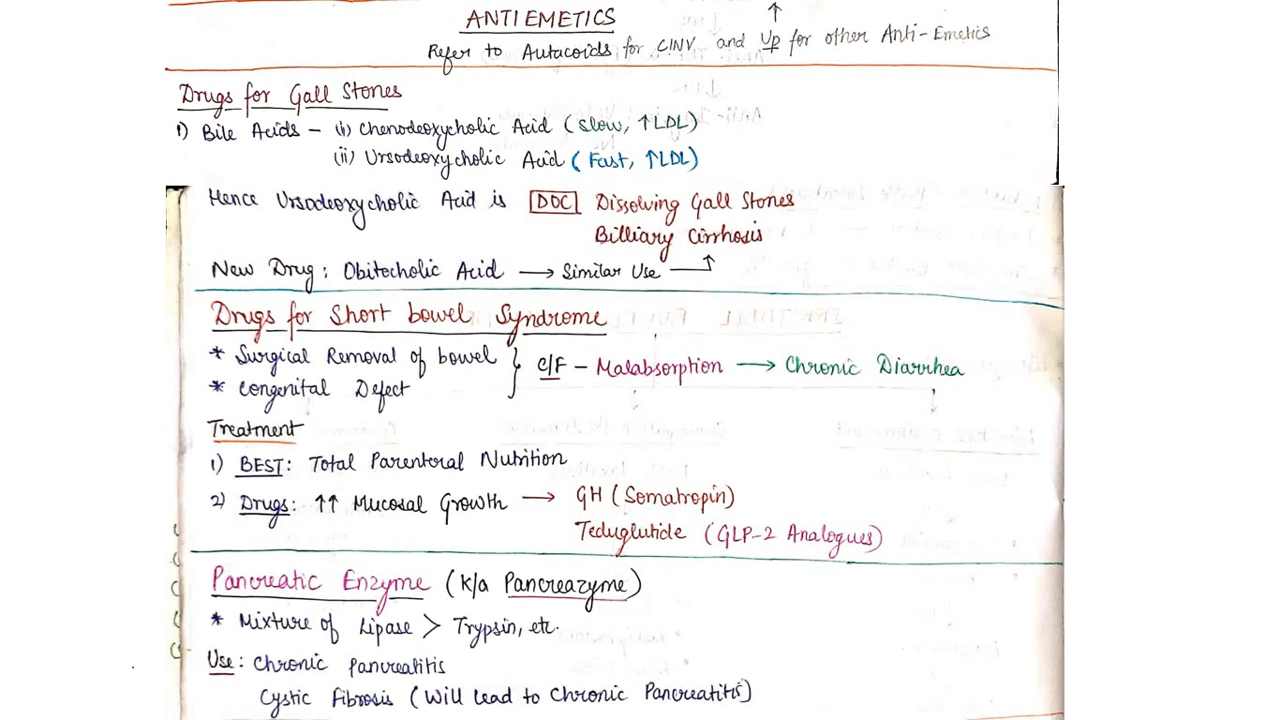 ANTIEMETICS
Refer to Autacoids for CINV and Up for other Anti-Emetics
Drugs for Gall Stones
1) Bile Acids - (i) Chenodeoxycholic Acid (Slow, ↑LDL)
(ii) Ursodeoxycholic Acid (Fast, ↑LDL)
Hence Ursodeoxycholic Acid is DOC Dissolving Gall Stones
Billiary Cirrhosis
New Drug: Obitocholic Acid → Similar Use
Drugs for Short bowel Syndrome
* Surgical Removal of bowel } C/F - Malabsorption → Chronic Diarrhea
* Congenital Defect
Treatment
1) BEST: Total Parentoral Nutrition
2) Drugs: ↑↑ Mucosal Growth → GH (Somatropin)
Teduglutide (GLP-2 Analogues)
Pancreatic Enzyme (K/a Pancreazyme)
* Mixture of Lipase > Trypsin, etc.
Use: Chronic Pancreatitis
Cystic Fibrosis (Will lead to Chronic Pancreatitis)